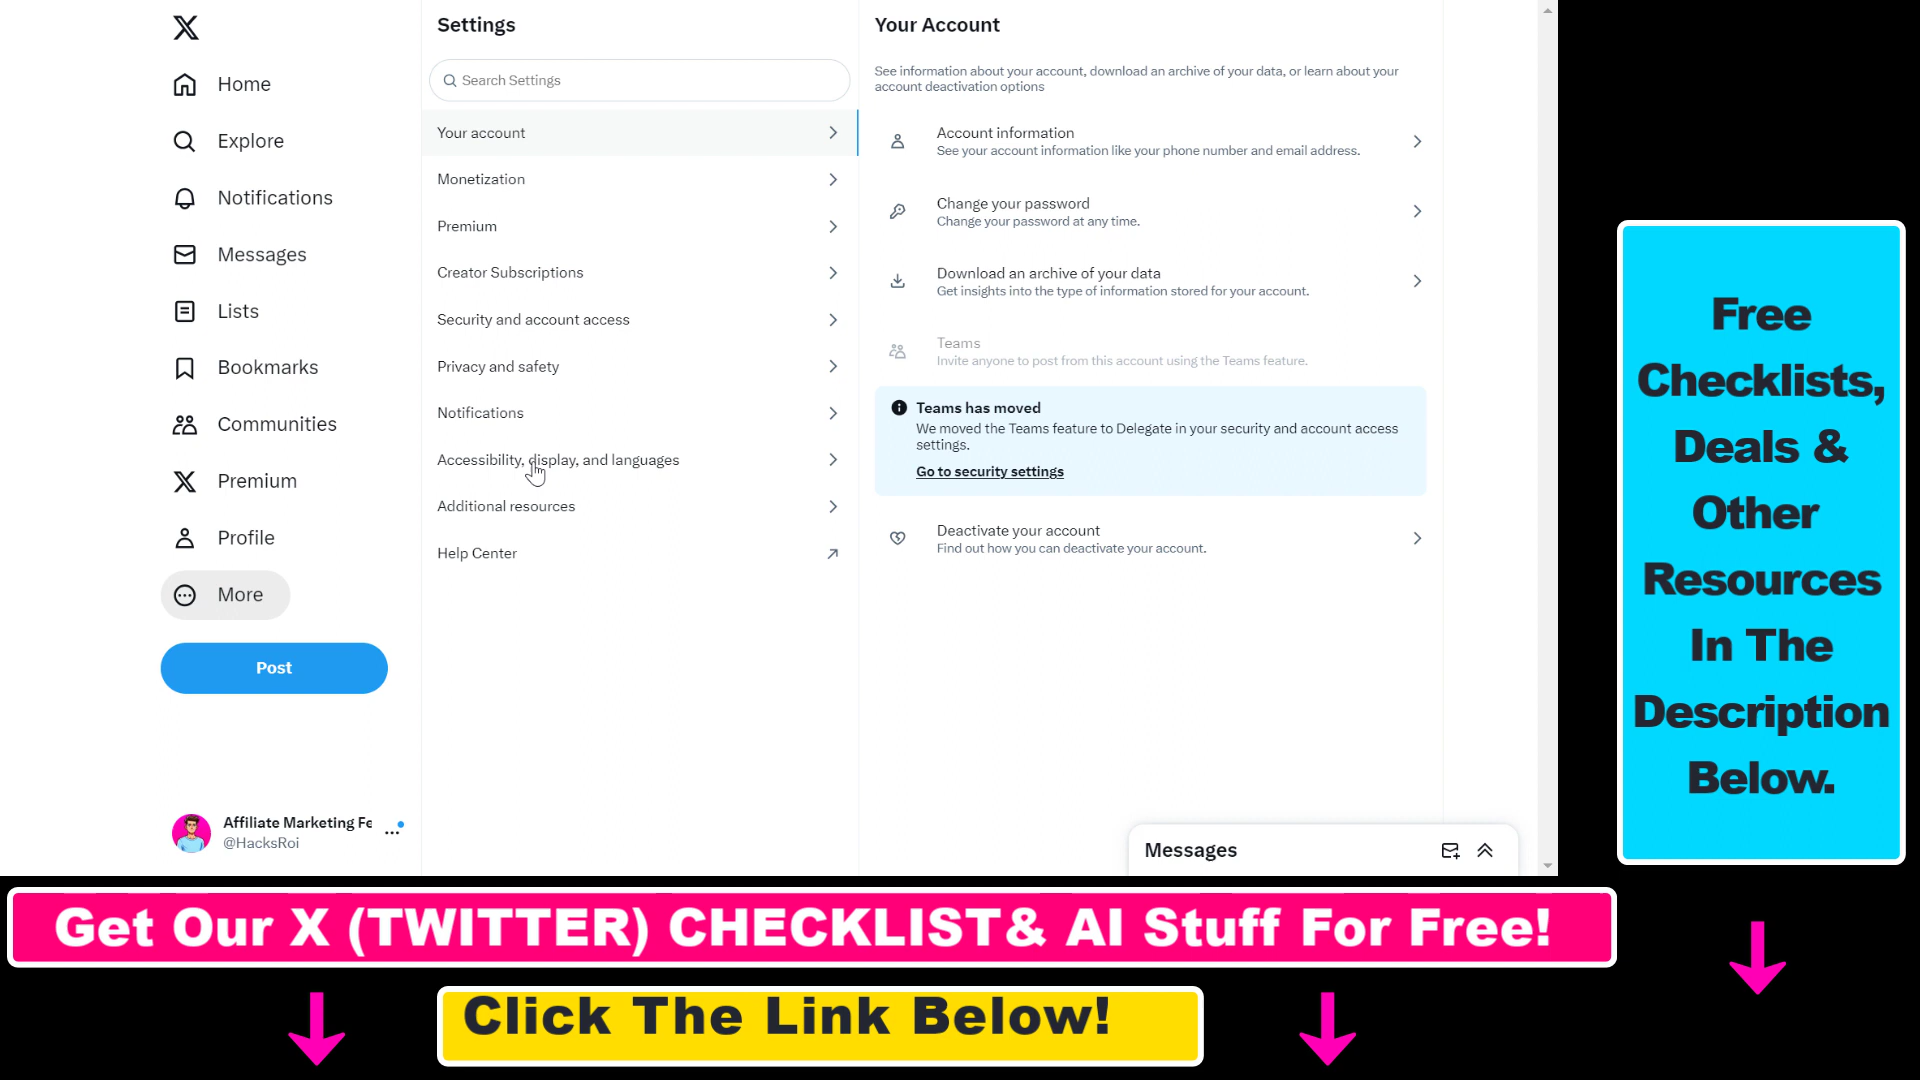 Home
Explore
Notifications
Messages
Lists
Bookmarks
Communities
Premium
Profile
More
Post
Affiliate Marketing Fe
@HacksRoi
Settings
Search Settings
Your account
Monetization
Premium
Creator Subscriptions
Security and account access
Privacy and safety
Notifications
Accessibility, display, and languages
Additional resources
Help Center
Your Account
See information about your account, download an archive of your data, or learn about your
account deactivation options
Account information
See your account information like your phone number and email address.
Change your password
Change your password at any time.
Download an archive of your data
Get insights into the type of information stored for your account.
Teams
Invite anyone to post from this account using the Teams feature.
Teams has moved
We moved the Teams feature to Delegate in your security and account access
settings.
Go to security settings
Deactivate your account
Find out how you can deactivate your account.
Messages
Free
Checklists,
Deals &
Other
Resources
In The
Description
Below.
Get Our X (TWITTER) CHECKLIST& AI Stuff For Free!
Click The Link Below!